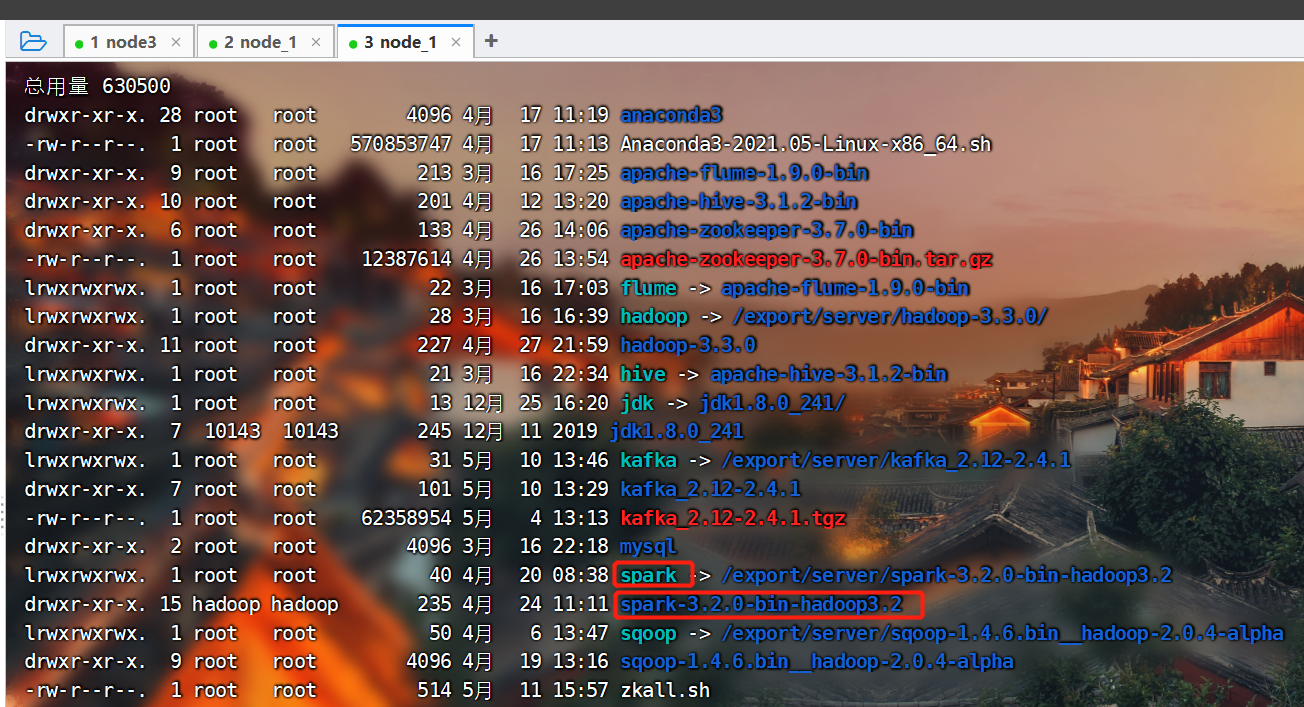 1 node3 × 2 node_1 × 3 node_1 × +
总用量 630500
drwxr-xr-x. 28 root root 4096 4月 17 11:19 anaconda3
-rw-r--r--. 1 root root 570853747 4月 17 11:13 Anaconda3-2021.05-Linux-x86_64.sh
drwxr-xr-x. 9 root root 213 3月 16 17:25 apache-flume-1.9.0-bin
drwxr-xr-x. 10 root root 201 4月 12 13:20 apache-hive-3.1.2-bin
drwxr-xr-x. 6 root root 133 4月 26 14:06 apache-zookeeper-3.7.0-bin
-rw-r--r--. 1 root root 12387614 4月 26 13:54 apache-zookeeper-3.7.0-bin.tar.gz
lrwxrwxrwx. 1 root root 22 3月 16 17:03 flume -> apache-flume-1.9.0-bin
lrwxrwxrwx. 1 root root 28 3月 16 16:39 hadoop -> /export/server/hadoop-3.3.0/
drwxr-xr-x. 11 root root 227 4月 27 21:59 hadoop-3.3.0
lrwxrwxrwx. 1 root root 21 3月 16 22:34 hive -> apache-hive-3.1.2-bin
lrwxrwxrwx. 1 root root 13 12月 25 16:20 jdk -> jdk1.8.0_241/
drwxr-xr-x. 7 10143 10143 245 12月 11 2019 jdk1.8.0_241
lrwxrwxrwx. 1 root root 31 5月 10 13:46 kafka -> /export/server/kafka_2.12-2.4.1
drwxr-xr-x. 7 root root 101 5月 10 13:29 kafka_2.12-2.4.1
-rw-r--r--. 1 root root 62358954 5月 4 13:13 kafka_2.12-2.4.1.tgz
drwxr-xr-x. 2 root root 4096 3月 16 22:18 mysql
lrwxrwxrwx. 1 root root 40 4月 20 08:38 spark -> /export/server/spark-3.2.0-bin-hadoop3.2
drwxr-xr-x. 15 hadoop hadoop 235 4月 24 11:11 spark-3.2.0-bin-hadoop3.2
lrwxrwxrwx. 1 root root 50 4月 6 13:47 sqoop -> /export/server/sqoop-1.4.6.bin__hadoop-2.0.4-alpha
drwxr-xr-x. 9 root root 4096 4月 19 13:16 sqoop-1.4.6.bin__hadoop-2.0.4-alpha
-rw-r--r--. 1 root root 514 5月 11 15:57 zkall.sh